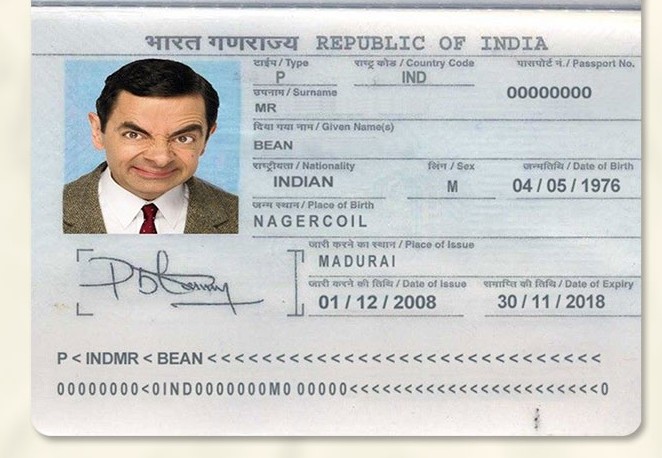 भारत गणराज्य REPUBLIC OF INDIA
टाईप / Type राष्ट्र कोड / Country Code पासपोर्ट नं. / Passport No.
P IND 00000000
उपनाम / Surname
MR
दिया गया नाम / Given Name(s)
BEAN
राष्ट्रीयता / Nationality लिंग / Sex जन्मतिथि / Date of Birth
INDIAN M 04 / 05 / 1976
जन्म स्थान / Place of Birth
NAGERCOIL
जारी करने का स्थान / Place of Issue
MADURAI
जारी करने की तिथि / Date of Issue समाप्ति की तिथि / Date of Expiry
01 / 12 / 2008 30 / 11 / 2018
P < INDMR < BEAN < < < < < < < < < < < < < < < < < < < < < < < < < < < <
00000000<0IND0000000M0 00000<<<<<<<<<<<<<<<<<<<<<<0